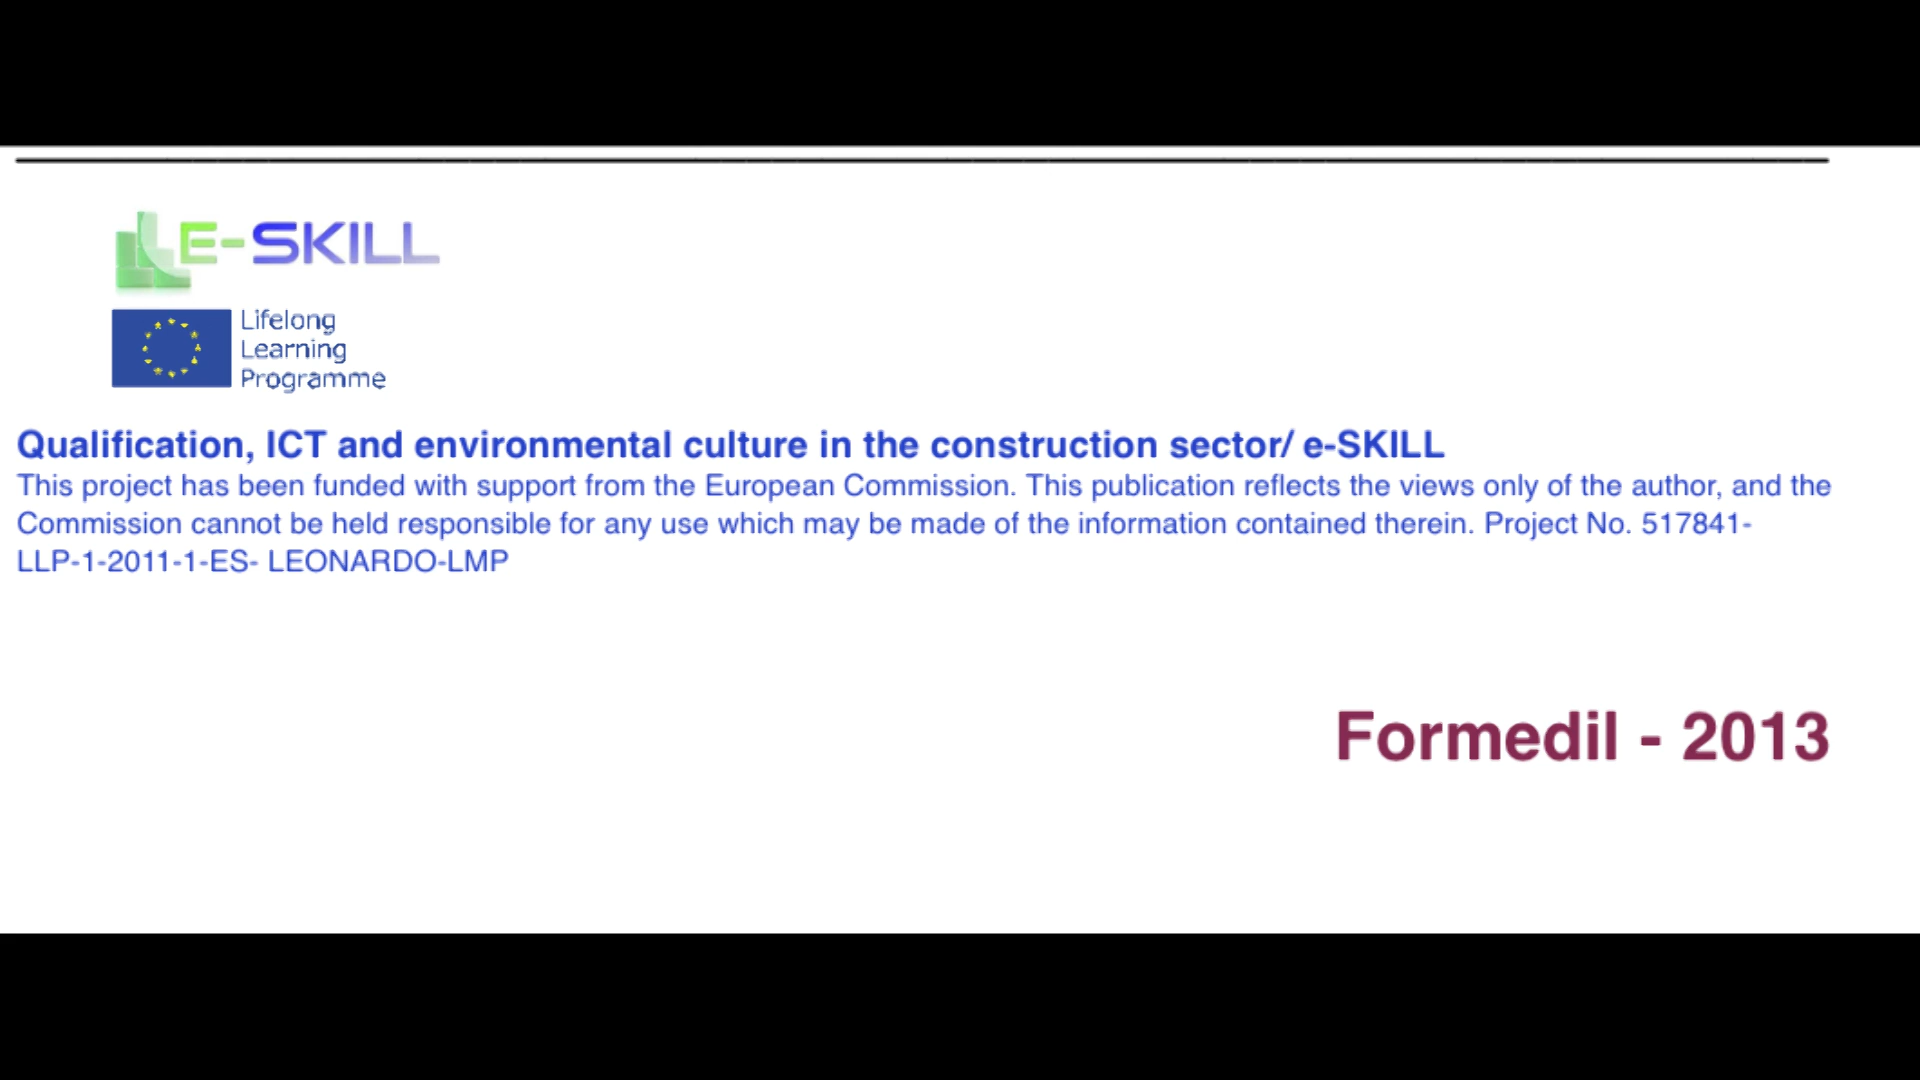 E-SKILL
Lifelong
Learning
Programme
Qualification, ICT and environmental culture in the construction sector/ e-SKILL
This project has been funded with support from the European Commission. This publication reflects the views only of the author, and the
Commission cannot be held responsible for any use which may be made of the information contained therein. Project No. 517841-
LLP-1-2011-1-ES- LEONARDO-LMP
Formedil - 2013